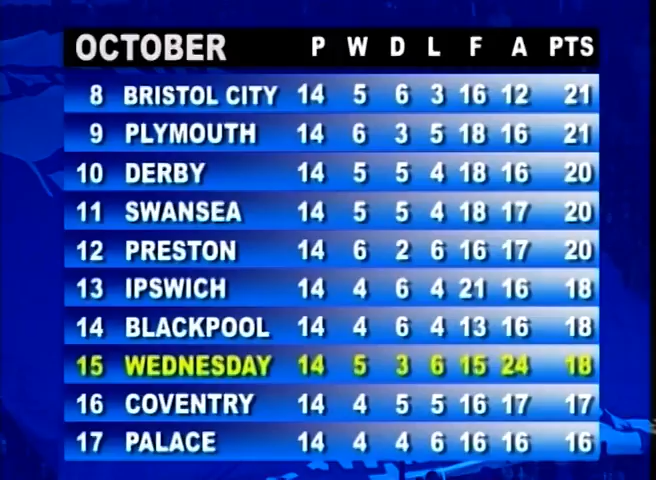 OCTOBER P W D L F A PTS
8 BRISTOL CITY 14 5 6 3 16 12 21
9 PLYMOUTH 14 6 3 5 18 16 21
10 DERBY 14 5 5 4 18 16 20
11 SWANSEA 14 5 5 4 18 17 20
12 PRESTON 14 6 2 6 16 17 20
13 IPSWICH 14 4 6 4 21 16 18
14 BLACKPOOL 14 4 6 4 13 16 18
15 WEDNESDAY 14 5 3 6 15 24 18
16 COVENTRY 14 4 5 5 16 17 17
17 PALACE 14 4 4 6 16 16 16